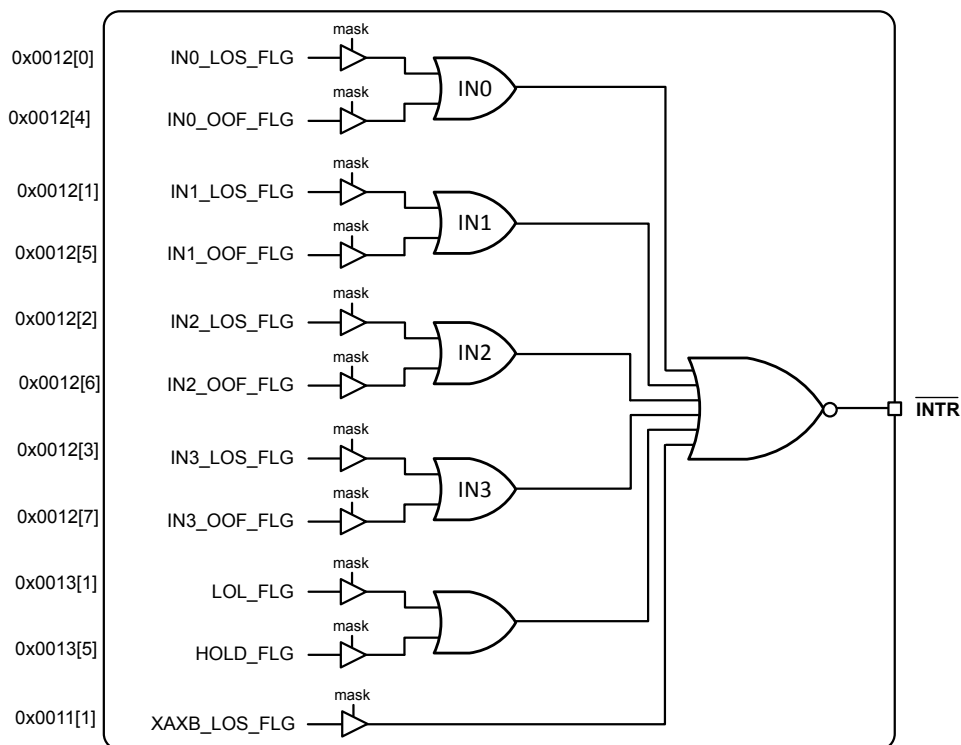 mask
0x0012[0] IN0_LOS_FLG
IN0
mask
0x0012[4] IN0_OOF_FLG
mask
0x0012[1] IN1_LOS_FLG
IN1
mask
0x0012[5] IN1_OOF_FLG
mask
0x0012[2] IN2_LOS_FLG
IN2
mask
0x0012[6] IN2_OOF_FLG
INTR
mask
0x0012[3] IN3_LOS_FLG
IN3
mask
0x0012[7] IN3_OOF_FLG
mask
0x0013[1] LOL_FLG
mask
0x0013[5] HOLD_FLG
mask
0x0011[1] XAXB_LOS_FLG